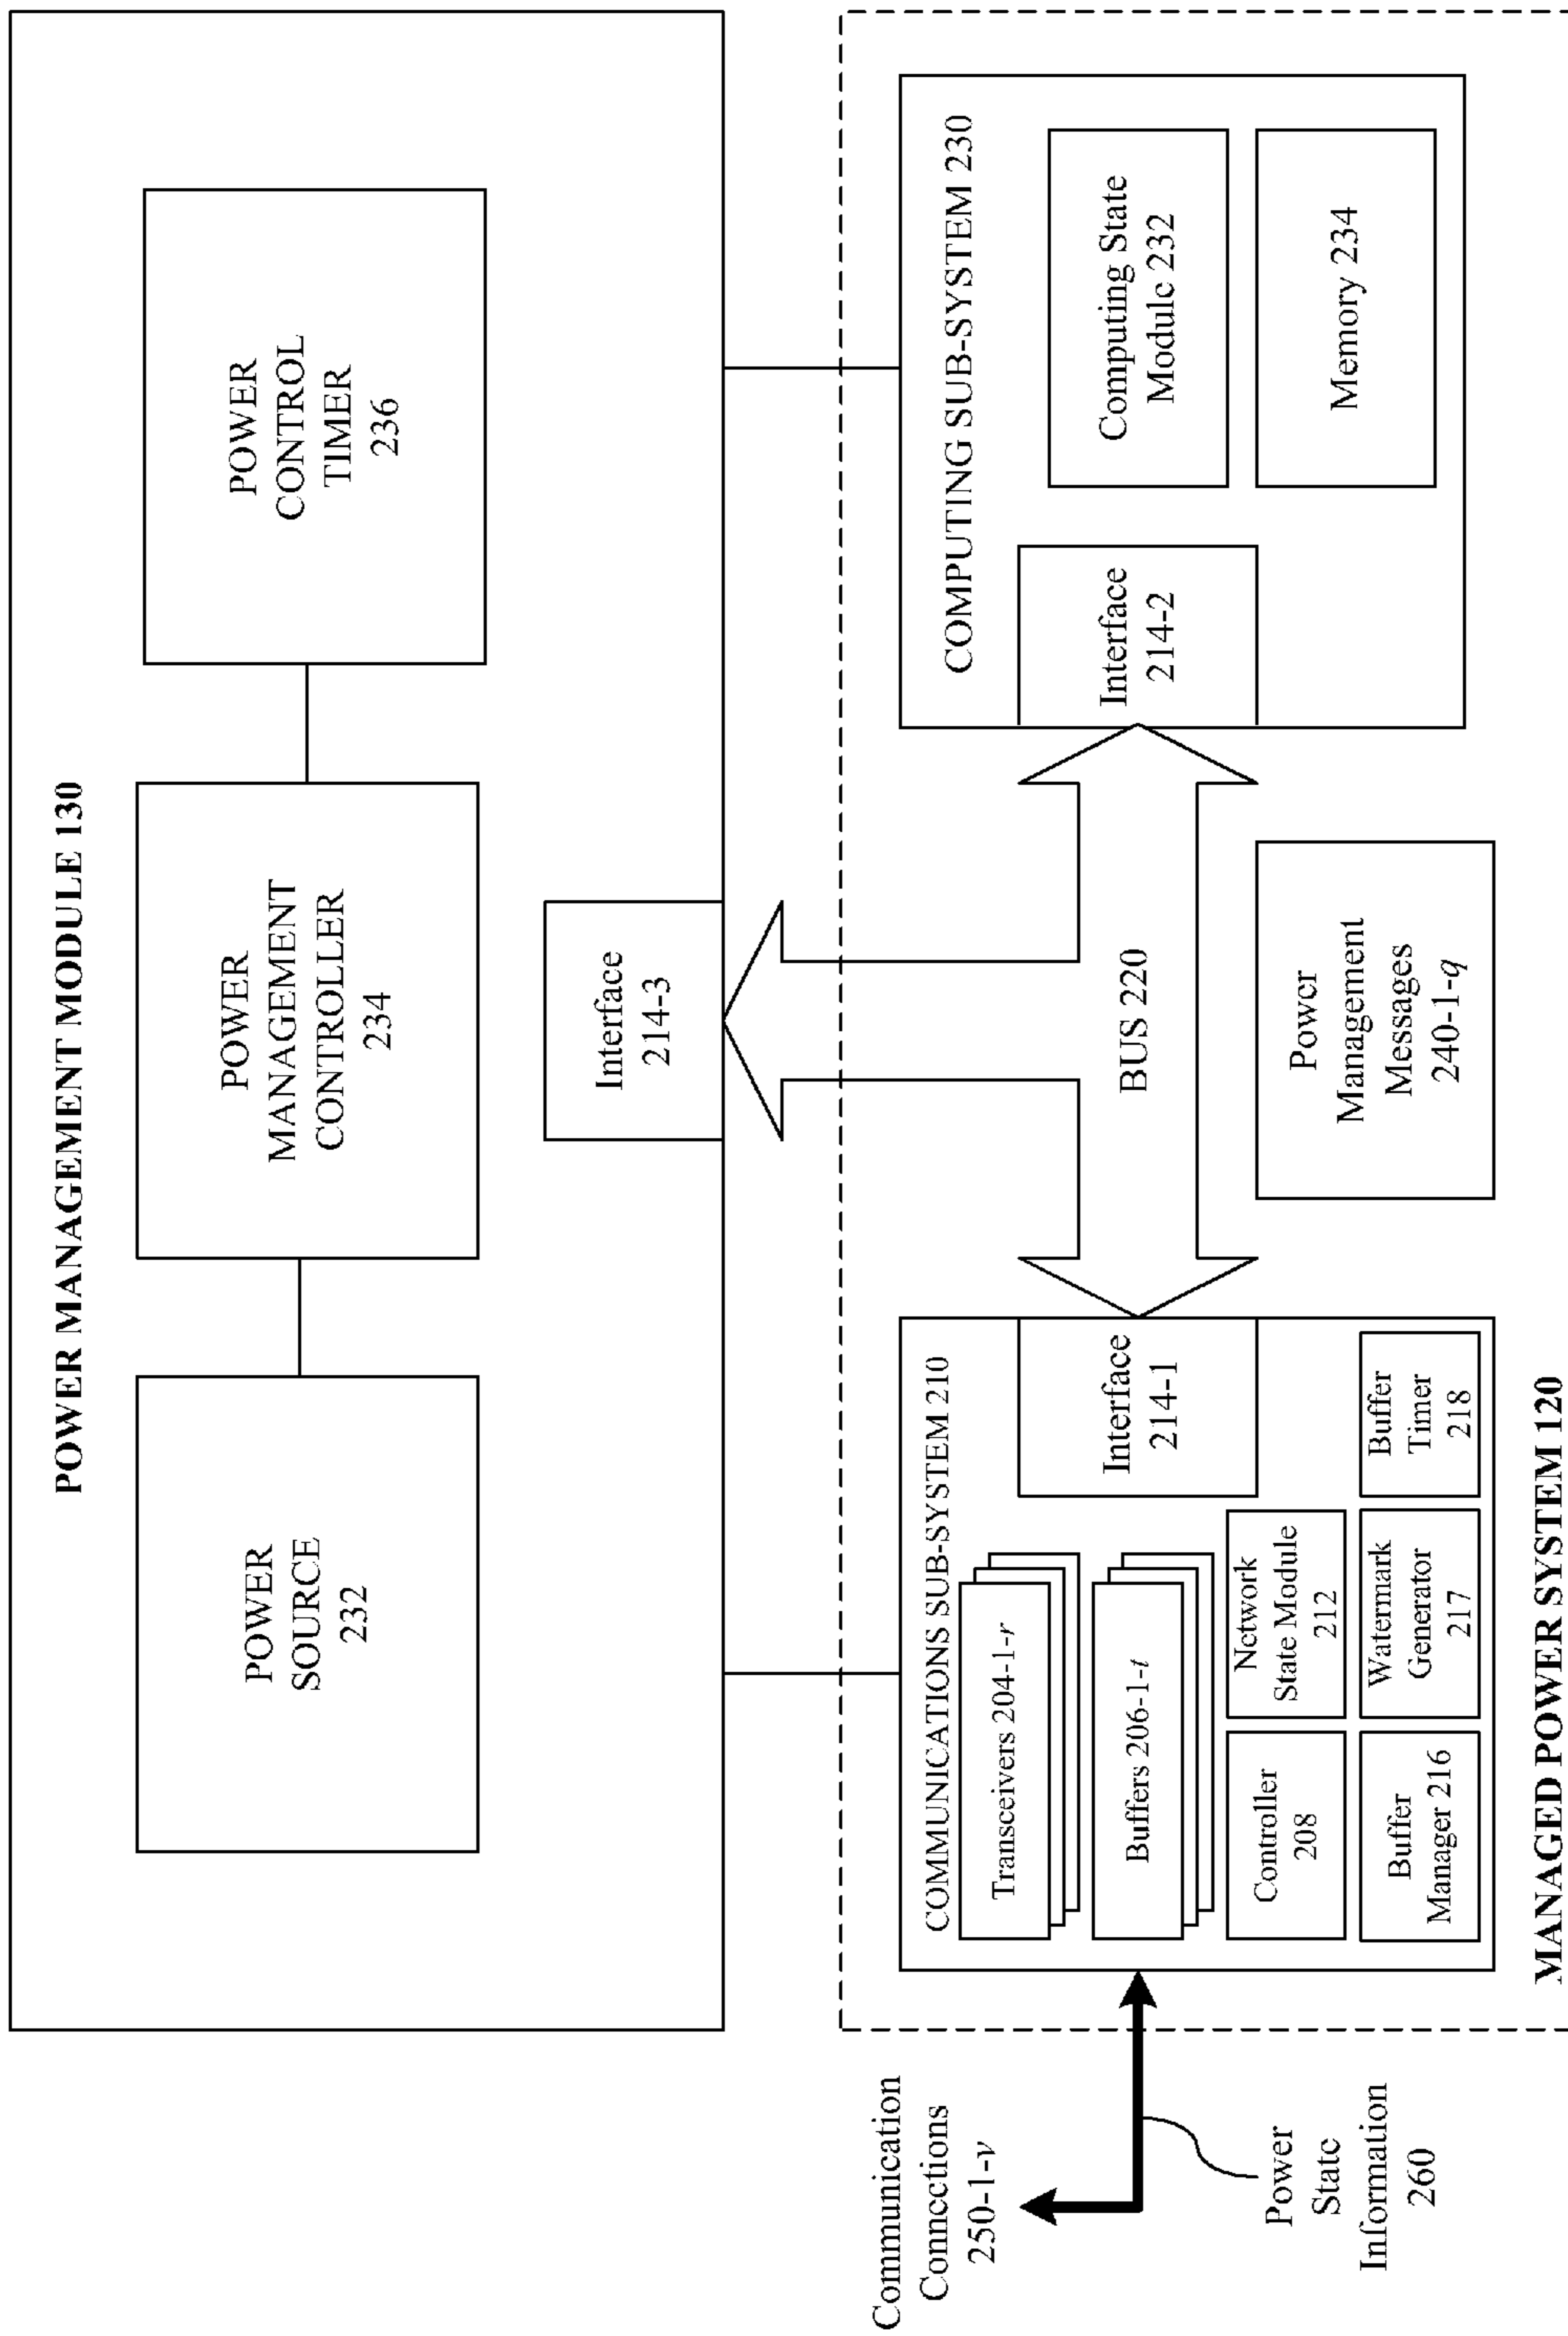 POWER MANAGEMENT MODULE 130
POWER
SOURCE
232
POWER
MANAGEMENT
CONTROLLER
234
POWER
CONTROL
TIMER
236
Interface
214-3
COMMUNICATIONS SUB-SYSTEM 210
Transceivers 204-1-r
Buffers 206-1-t
Controller
208
Network
State Module
212
Buffer
Manager 216
Watermark
Generator
217
Buffer
Timer
218
Interface
214-1
BUS 220
Power
Management
Messages
240-1-q
COMPUTING SUB-SYSTEM 230
Interface
214-2
Computing State
Module 232
Memory 234
Communication
Connections
250-1-v
Power
State
Information
260
MANAGED POWER SYSTEM 120